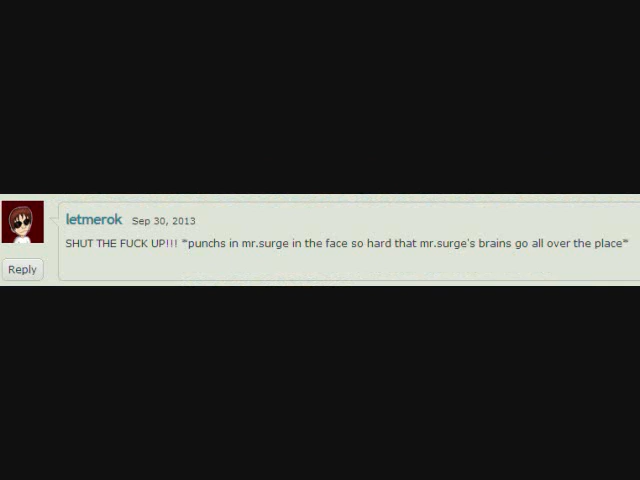 letmerok Sep 30, 2013
SHUT THE FUCK UP!!! *punchs in mr.surge in the face so hard that mr.surge's brains go all over the place*
Reply